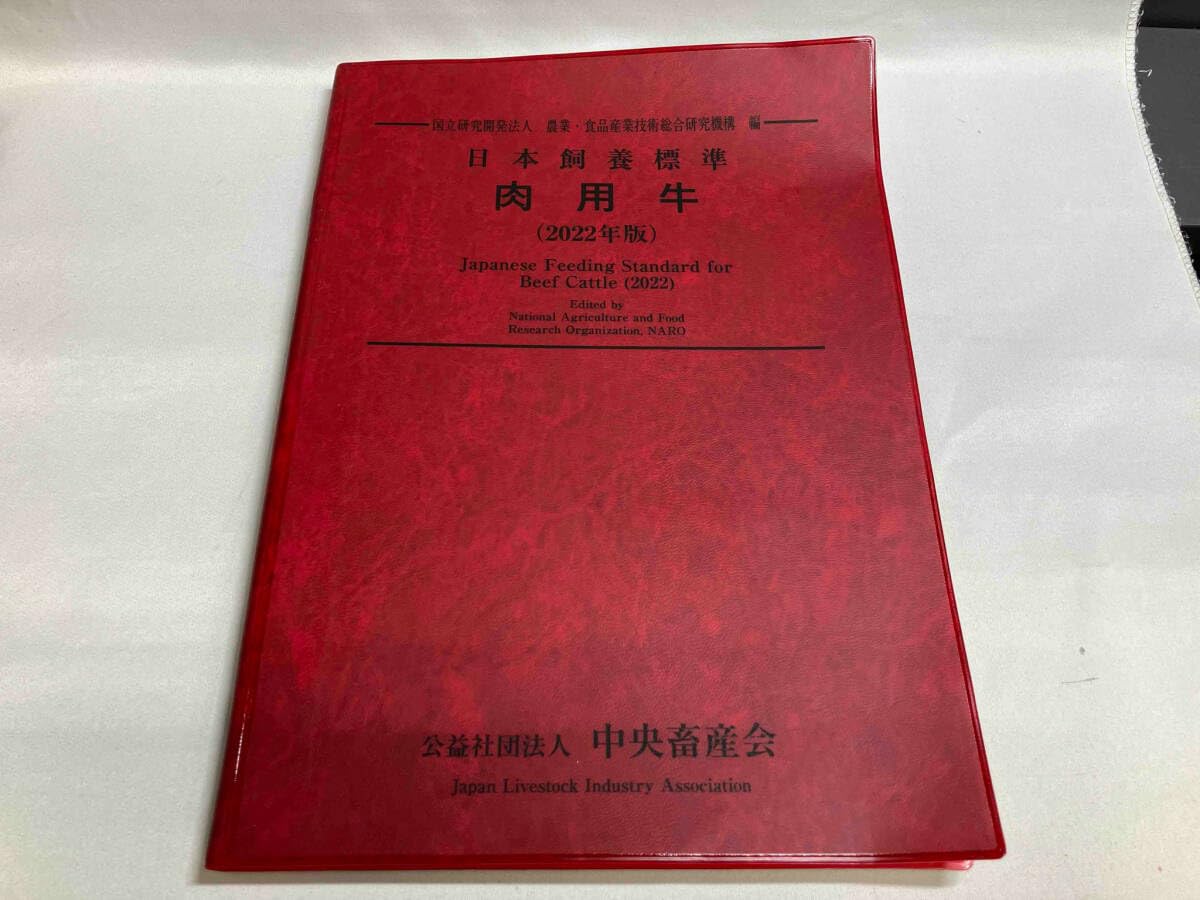 国立研究開発法人　農業・食品産業技術総合研究機構　編
日本飼養標準
肉用牛
(2022年版)
Japanese Feeding Standard for
Beef Cattle (2022)
Edited by
National Agriculture and Food
Research Organization, NARO
公益社団法人 中央畜産会
Japan Livestock Industry Association